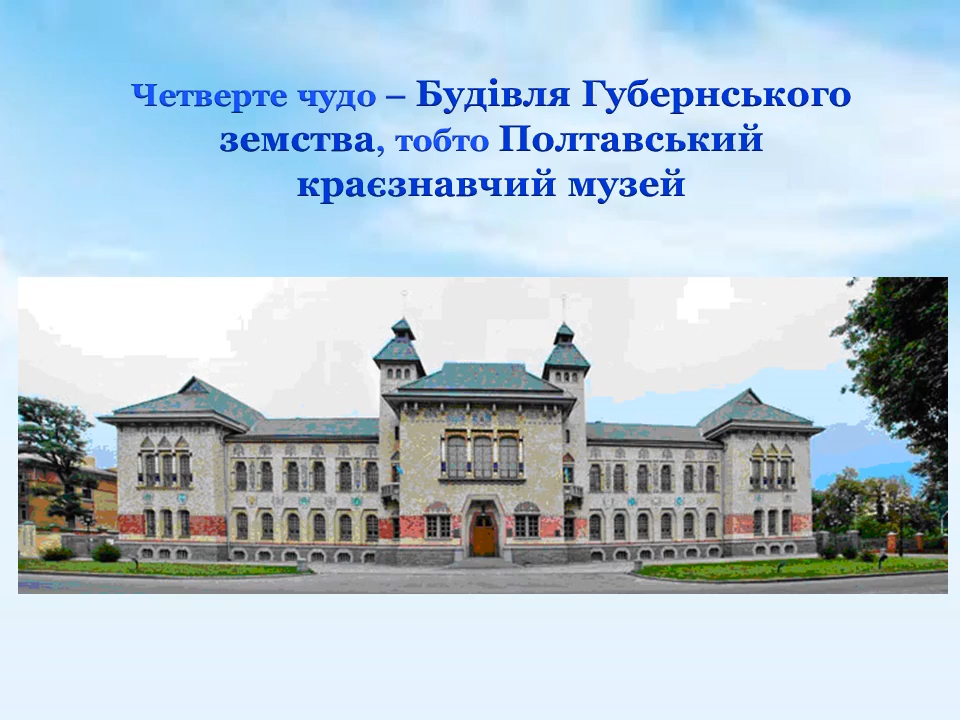 Четверте чудо – Будівля Губернського
земства, тобто Полтавський
краєзнавчий музей